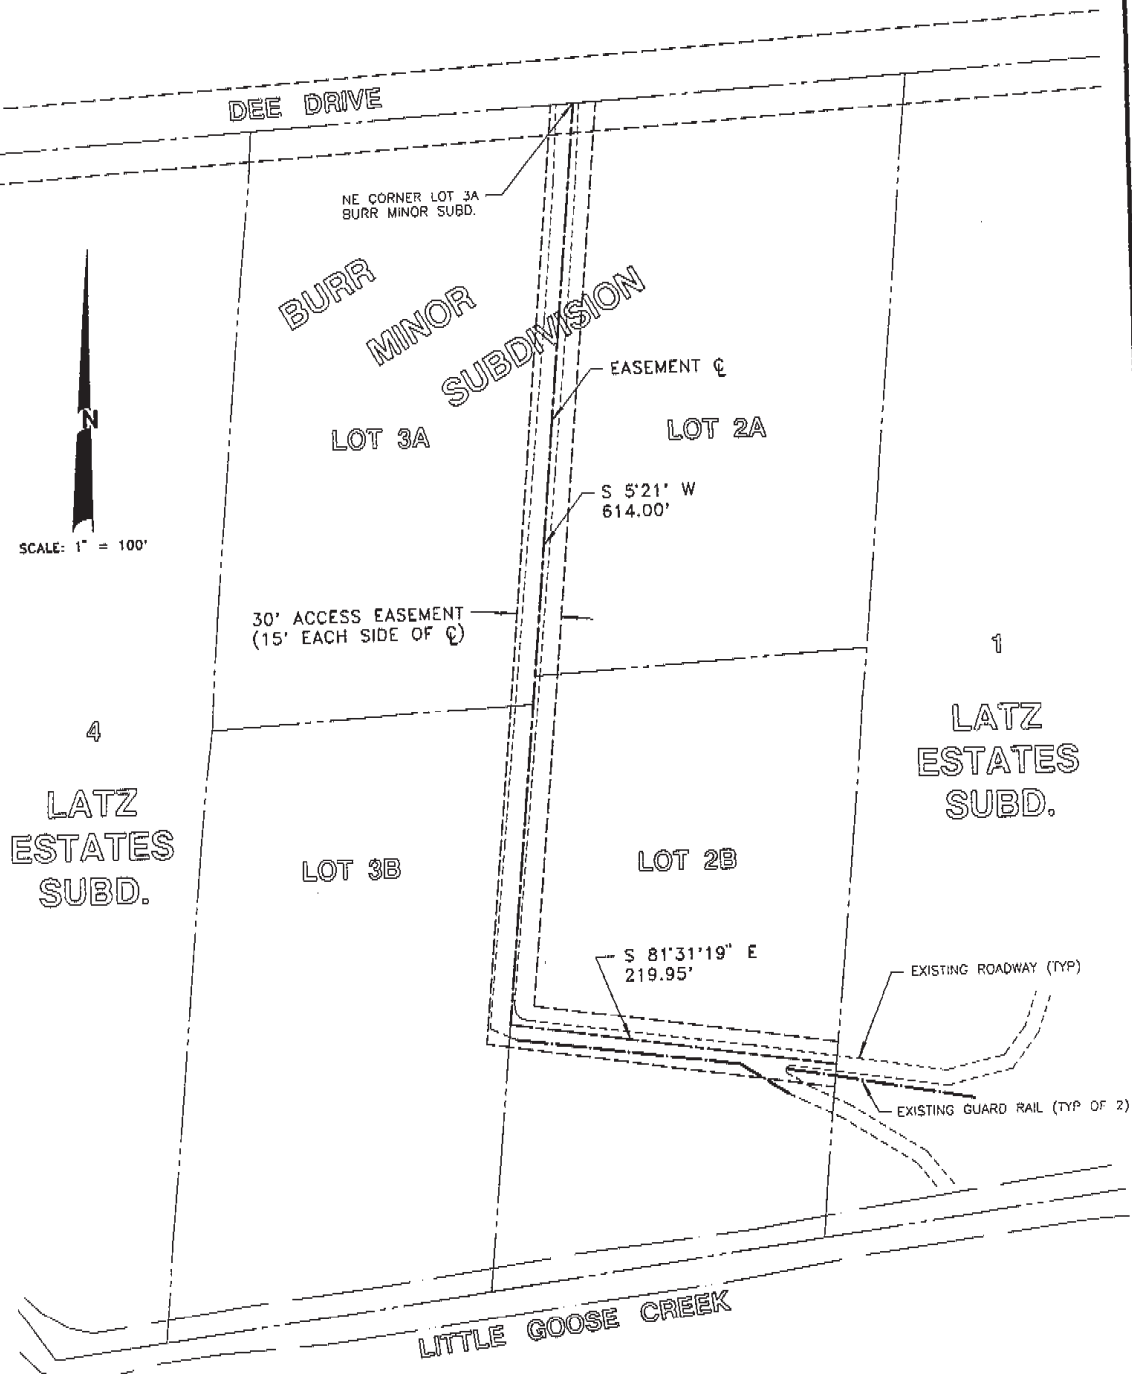 DEE DRIVE
NE CORNER LOT 3A
BURR MINOR SUBD.
BURR
MINOR
SUBDIVISION
EASEMENT ℄
LOT 3A
LOT 2A
N
S 5°21' W
614.00'
SCALE: 1" = 100'
30' ACCESS EASEMENT
(15' EACH SIDE OF ℄)
1
LATZ
ESTATES
SUBD.
4
LATZ
ESTATES
SUBD.
LOT 3B
LOT 2B
S 81°31'19" E
219.95'
EXISTING ROADWAY (TYP)
EXISTING GUARD RAIL (TYP OF 2)
LITTLE GOOSE CREEK